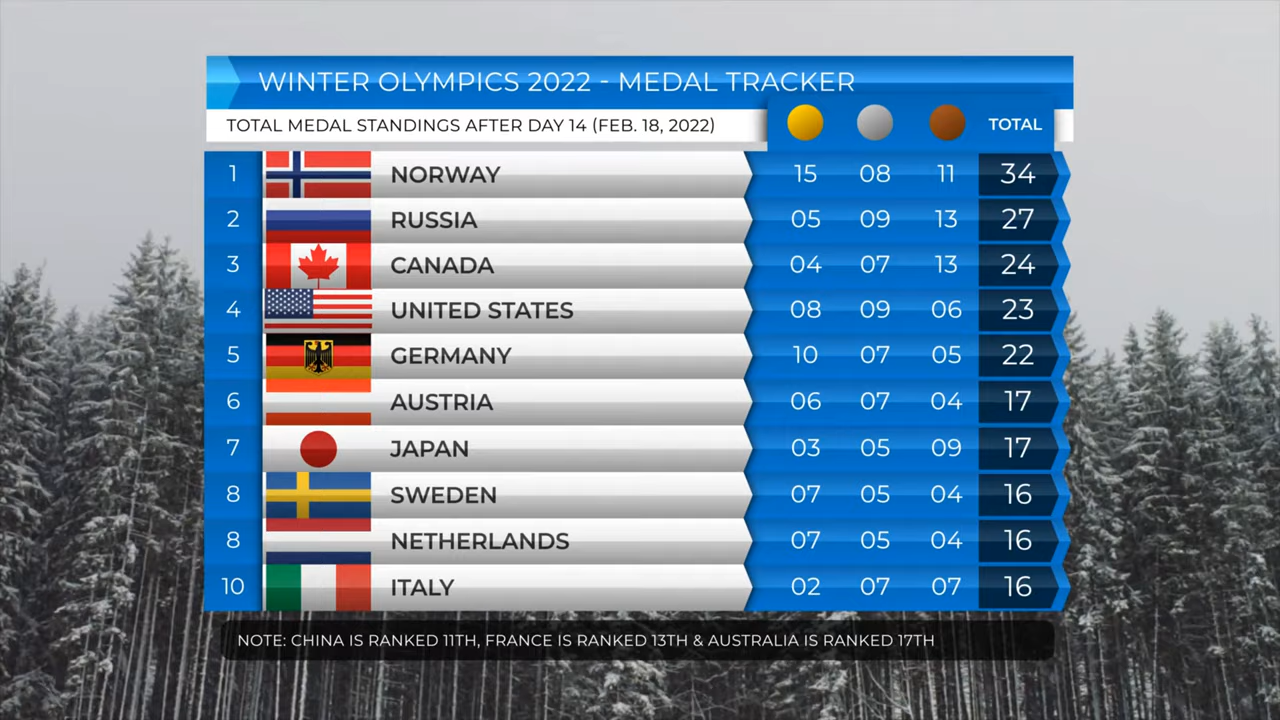 WINTER OLYMPICS 2022 - MEDAL TRACKER
TOTAL MEDAL STANDINGS AFTER DAY 14 (FEB. 18, 2022) TOTAL
1 NORWAY 15 08 11 34
2 RUSSIA 05 09 13 27
3 CANADA 04 07 13 24
4 UNITED STATES 08 09 06 23
5 GERMANY 10 07 05 22
6 AUSTRIA 06 07 04 17
7 JAPAN 03 05 09 17
8 SWEDEN 07 05 04 16
8 NETHERLANDS 07 05 04 16
10 ITALY 02 07 07 16
NOTE: CHINA IS RANKED 11TH, FRANCE IS RANKED 13TH & AUSTRALIA IS RANKED 17TH